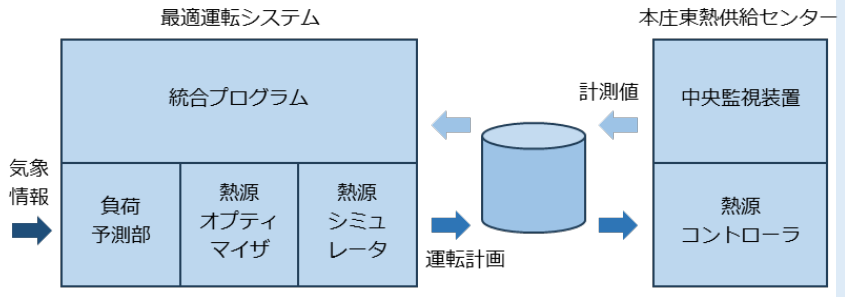 最適運転システム
本庄東熱供給センター
統合プログラム
計測値
中央監視装置
気象
情報
負荷
予測部
熱源
オプティ
マイザ
熱源
シミュ
レータ
運転計画
熱源
コントローラ